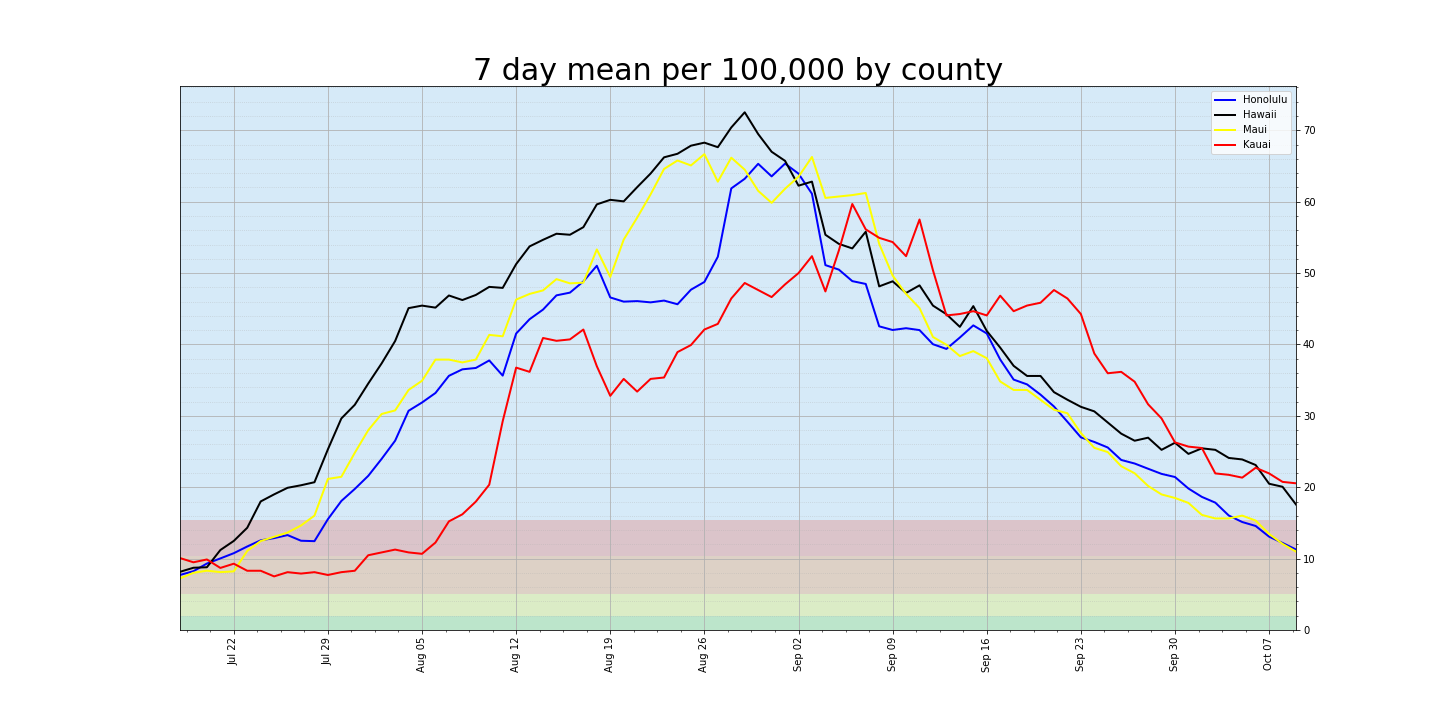 7 day mean per 100,000 by county
Honolulu
Hawaii
Maui
Kauai
70
60
50
40
30
20
10
0
Jul 22
Jul 29
Aug 05
Aug 12
Aug 19
Aug 26
Sep 02
Sep 09
Sep 16
Sep 23
Sep 30
Oct 07